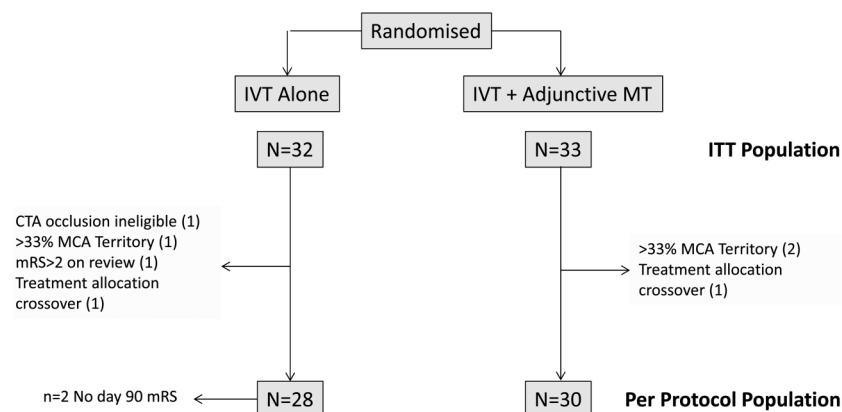 Randomised
IVT Alone
IVT + Adjunctive MT
N=32
N=33
ITT Population
CTA occlusion ineligible (1)
>33% MCA Territory (1)
mRS>2 on review (1)
Treatment allocation
crossover (1)
>33% MCA Territory (2)
Treatment allocation
crossover (1)
n=2 No day 90 mRS
N=28
N=30
Per Protocol Population